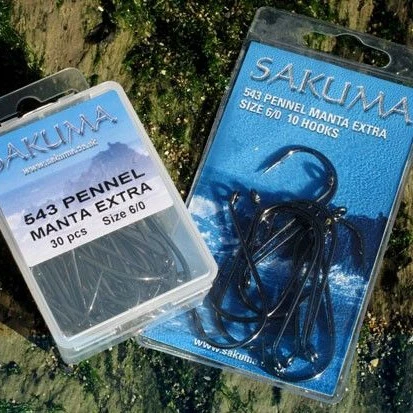 SAKUMA
www.sakuma.co.uk
543 PENNEL
MANTA EXTRA
30 pcs Size 6/0
SAKUMA
543 PENNEL MANTA EXTRA
SIZE 6/0 10 HOOKS
www.sakuma